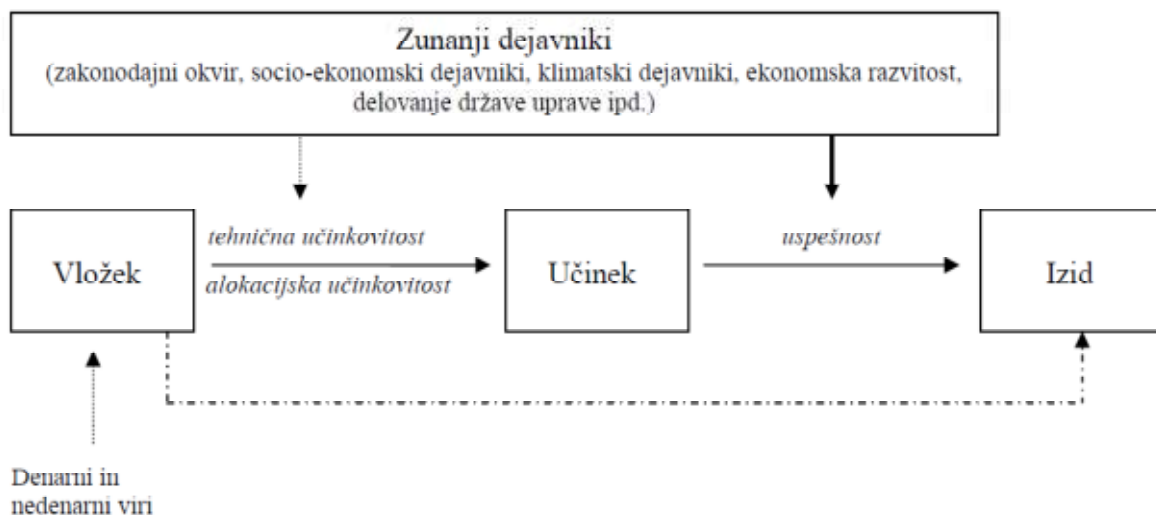 Zunanji dejavniki
(zakonodajni okvir, socio-ekonomski dejavniki, klimatski dejavniki, ekonomska razvitost,
delovanje države uprave ipd.)
Vložek
tehnična učinkovitost
alokacijska učinkovitost
Učinek
uspešnost
Izid
Denarni in
nedenarni viri